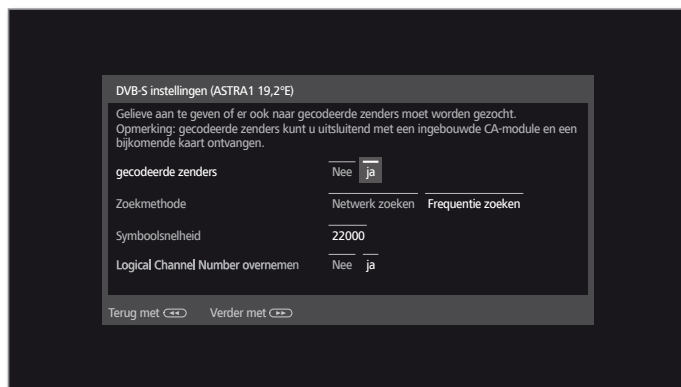 DVB-S instellingen (ASTRA1 19,2°E)
Gelieve aan te geven of er ook naar gecodeerde zenders moet worden gezocht.
Opmerking: gecodeerde zenders kunt u uitsluitend met een ingebouwde CA-module en een
bijkomende kaart ontvangen.
gecodeerde zenders Nee ja
Zoekmethode Netwerk zoeken Frequentie zoeken
Symboolsnelheid 22000
Logical Channel Number overnemen Nee ja
Terug met Verder met